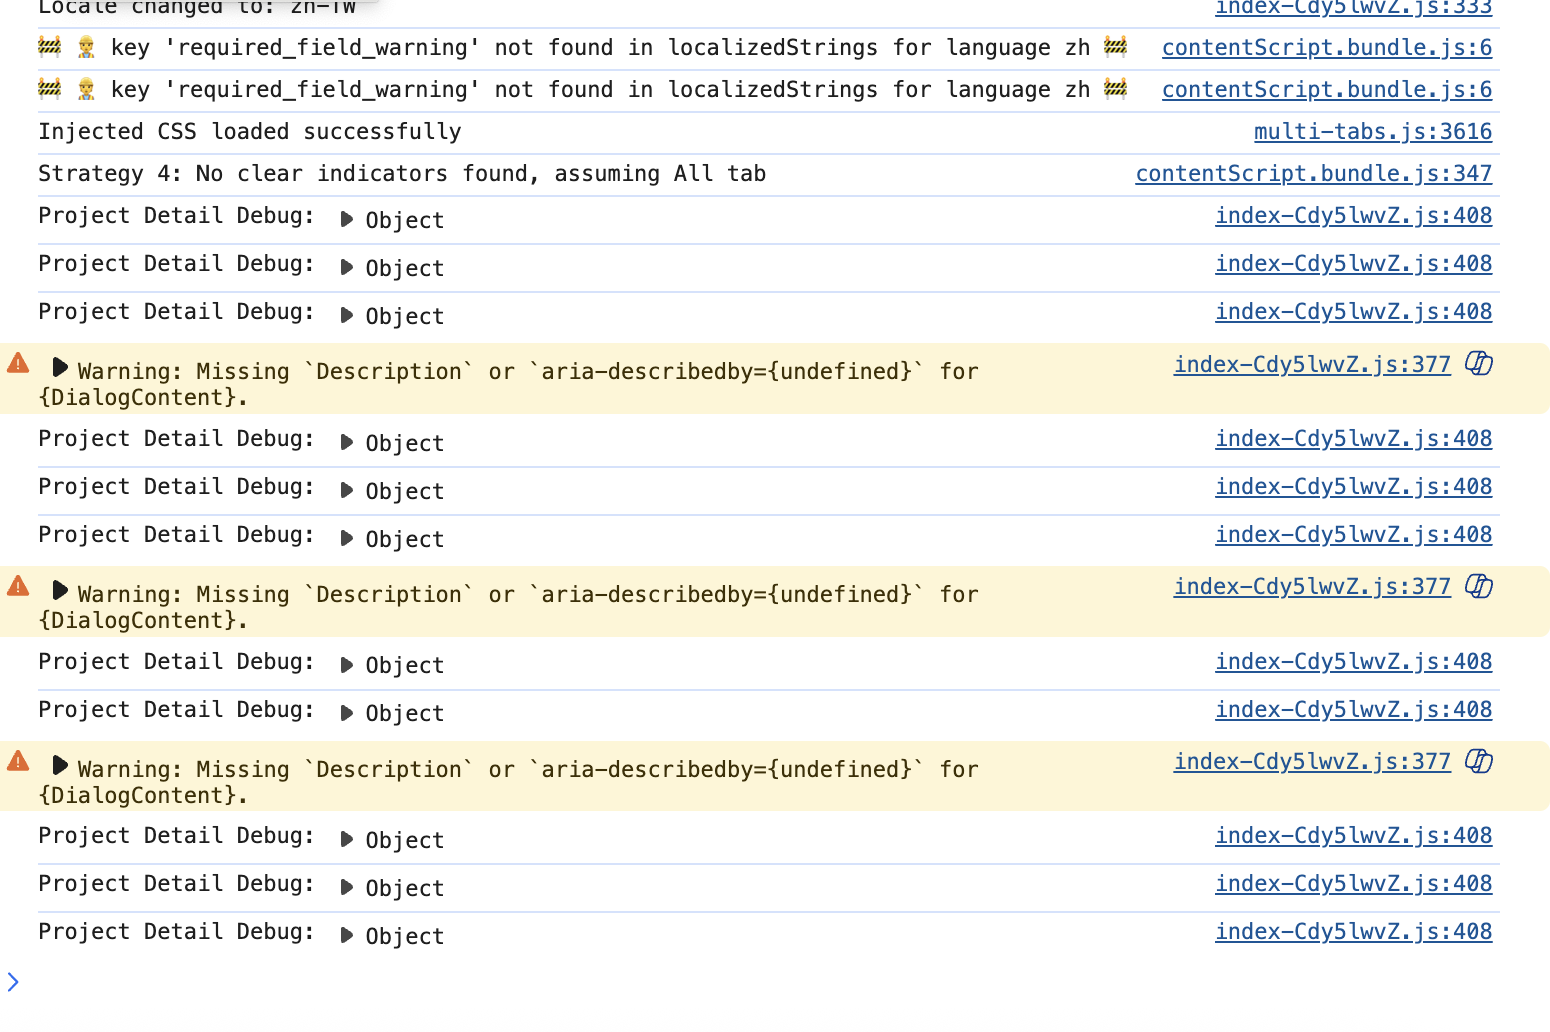 Locale changed to: zh-TW index-Cdy5lwvZ.js:333
🚧 👷 key 'required_field_warning' not found in localizedStrings for language zh 🚧 contentScript.bundle.js:6
🚧 👷 key 'required_field_warning' not found in localizedStrings for language zh 🚧 contentScript.bundle.js:6
Injected CSS loaded successfully multi-tabs.js:3616
Strategy 4: No clear indicators found, assuming All tab contentScript.bundle.js:347
Project Detail Debug: ▶ Object index-Cdy5lwvZ.js:408
Project Detail Debug: ▶ Object index-Cdy5lwvZ.js:408
Project Detail Debug: ▶ Object index-Cdy5lwvZ.js:408
▶ Warning: Missing `Description` or `aria-describedby={undefined}` for index-Cdy5lwvZ.js:377
{DialogContent}.
Project Detail Debug: ▶ Object index-Cdy5lwvZ.js:408
Project Detail Debug: ▶ Object index-Cdy5lwvZ.js:408
Project Detail Debug: ▶ Object index-Cdy5lwvZ.js:408
▶ Warning: Missing `Description` or `aria-describedby={undefined}` for index-Cdy5lwvZ.js:377
{DialogContent}.
Project Detail Debug: ▶ Object index-Cdy5lwvZ.js:408
Project Detail Debug: ▶ Object index-Cdy5lwvZ.js:408
▶ Warning: Missing `Description` or `aria-describedby={undefined}` for index-Cdy5lwvZ.js:377
{DialogContent}.
Project Detail Debug: ▶ Object index-Cdy5lwvZ.js:408
Project Detail Debug: ▶ Object index-Cdy5lwvZ.js:408
Project Detail Debug: ▶ Object index-Cdy5lwvZ.js:408